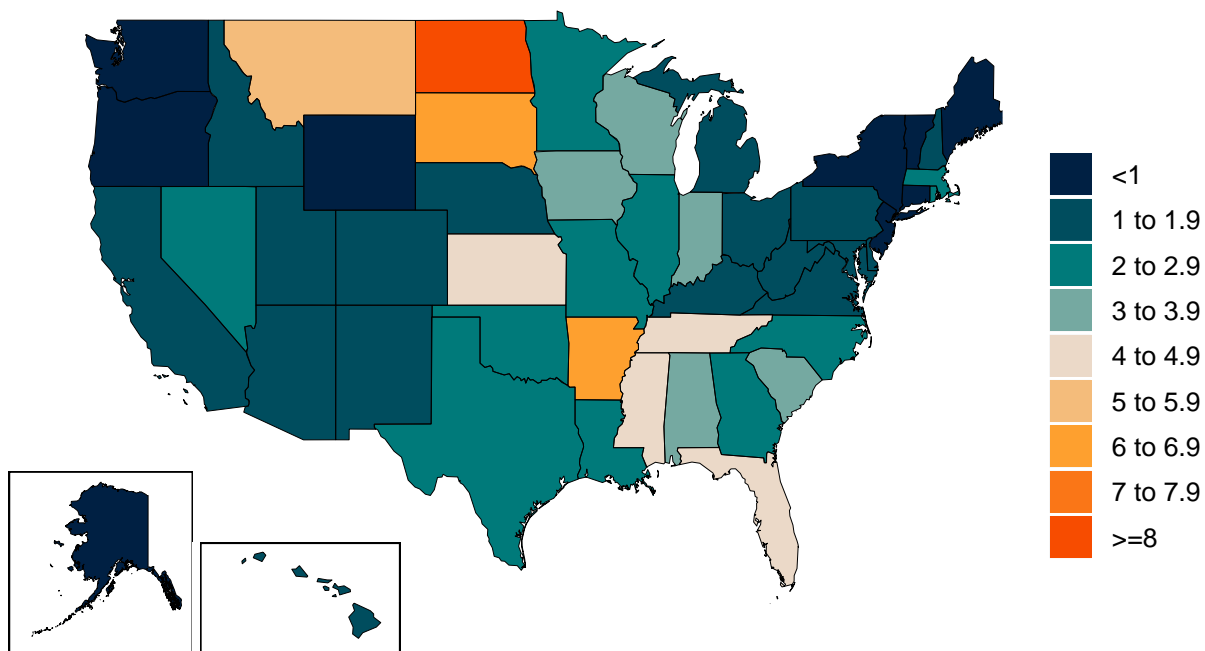 <1
1 to 1.9
2 to 2.9
3 to 3.9
4 to 4.9
5 to 5.9
6 to 6.9
7 to 7.9
>=8